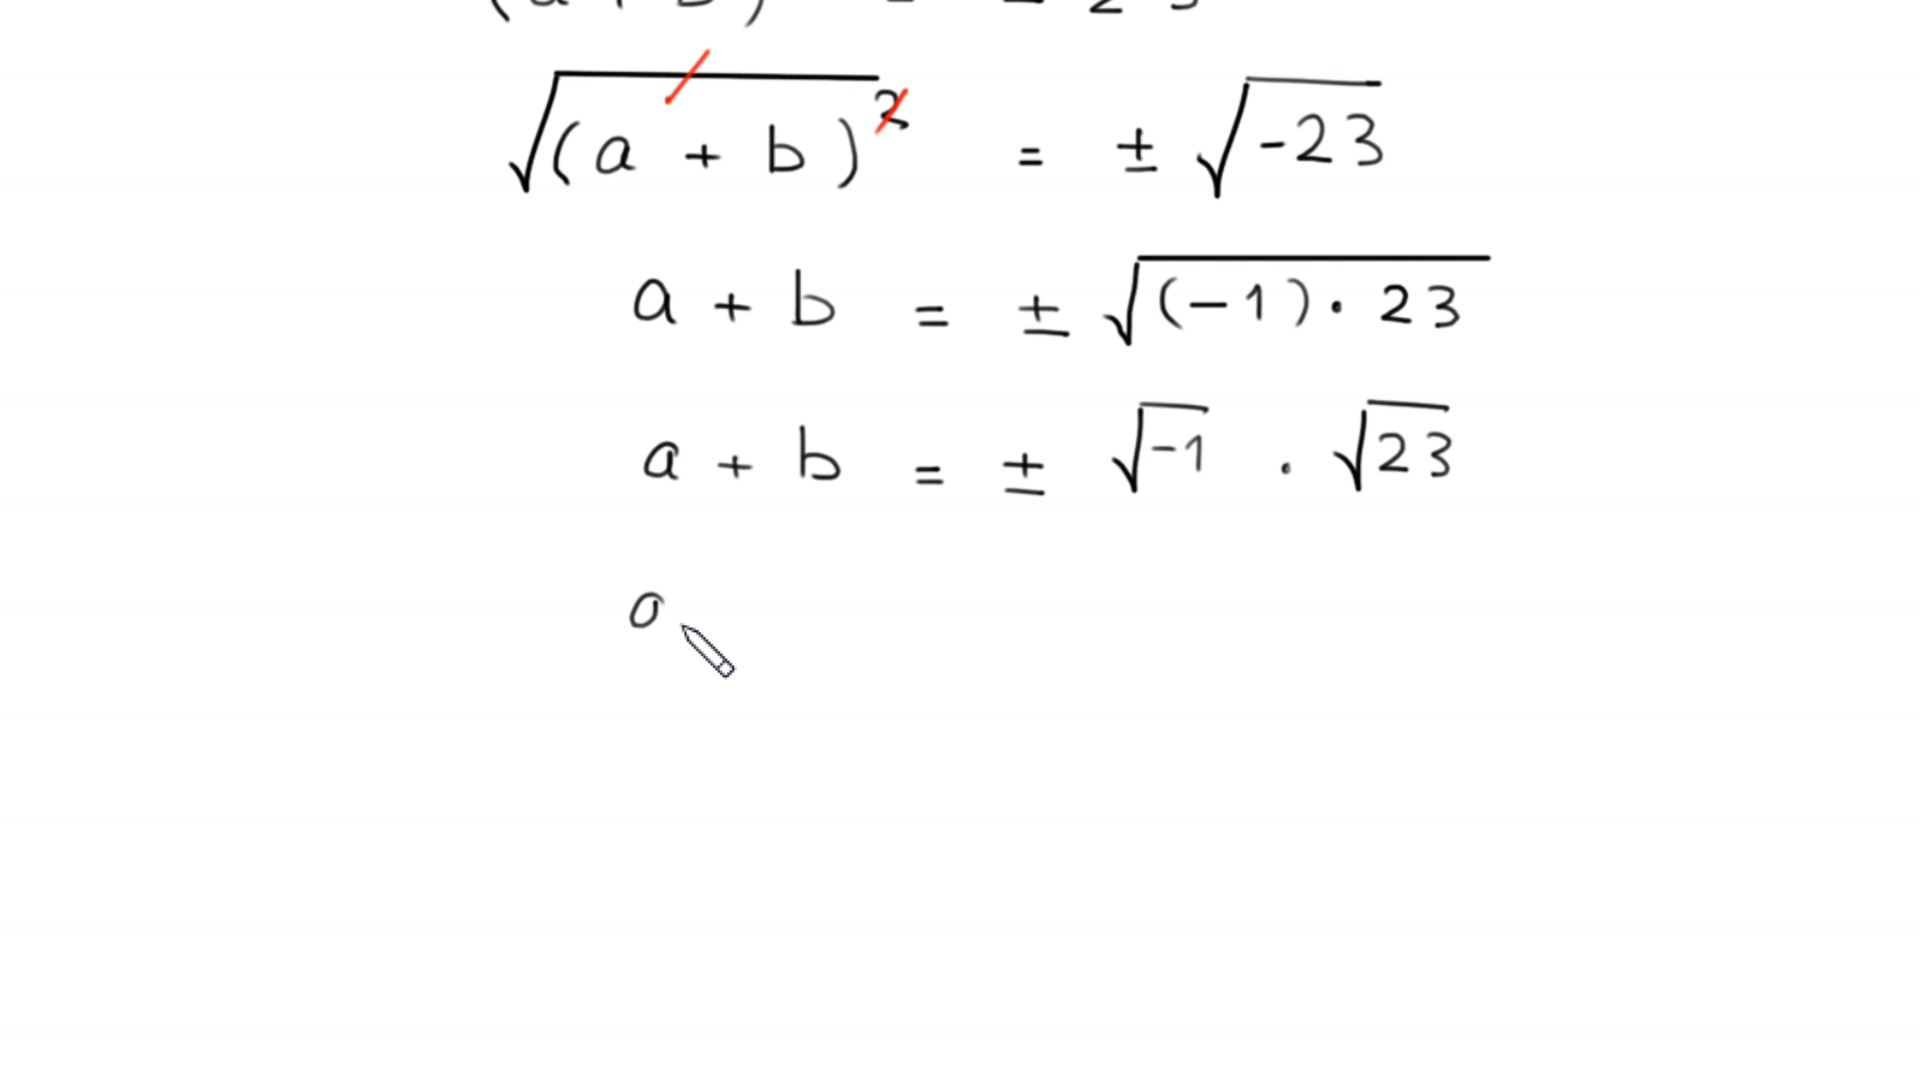 √(a + b)² = ± √-23
a + b = ± √(-1) · 23
a + b = ± √-1 · √23
a